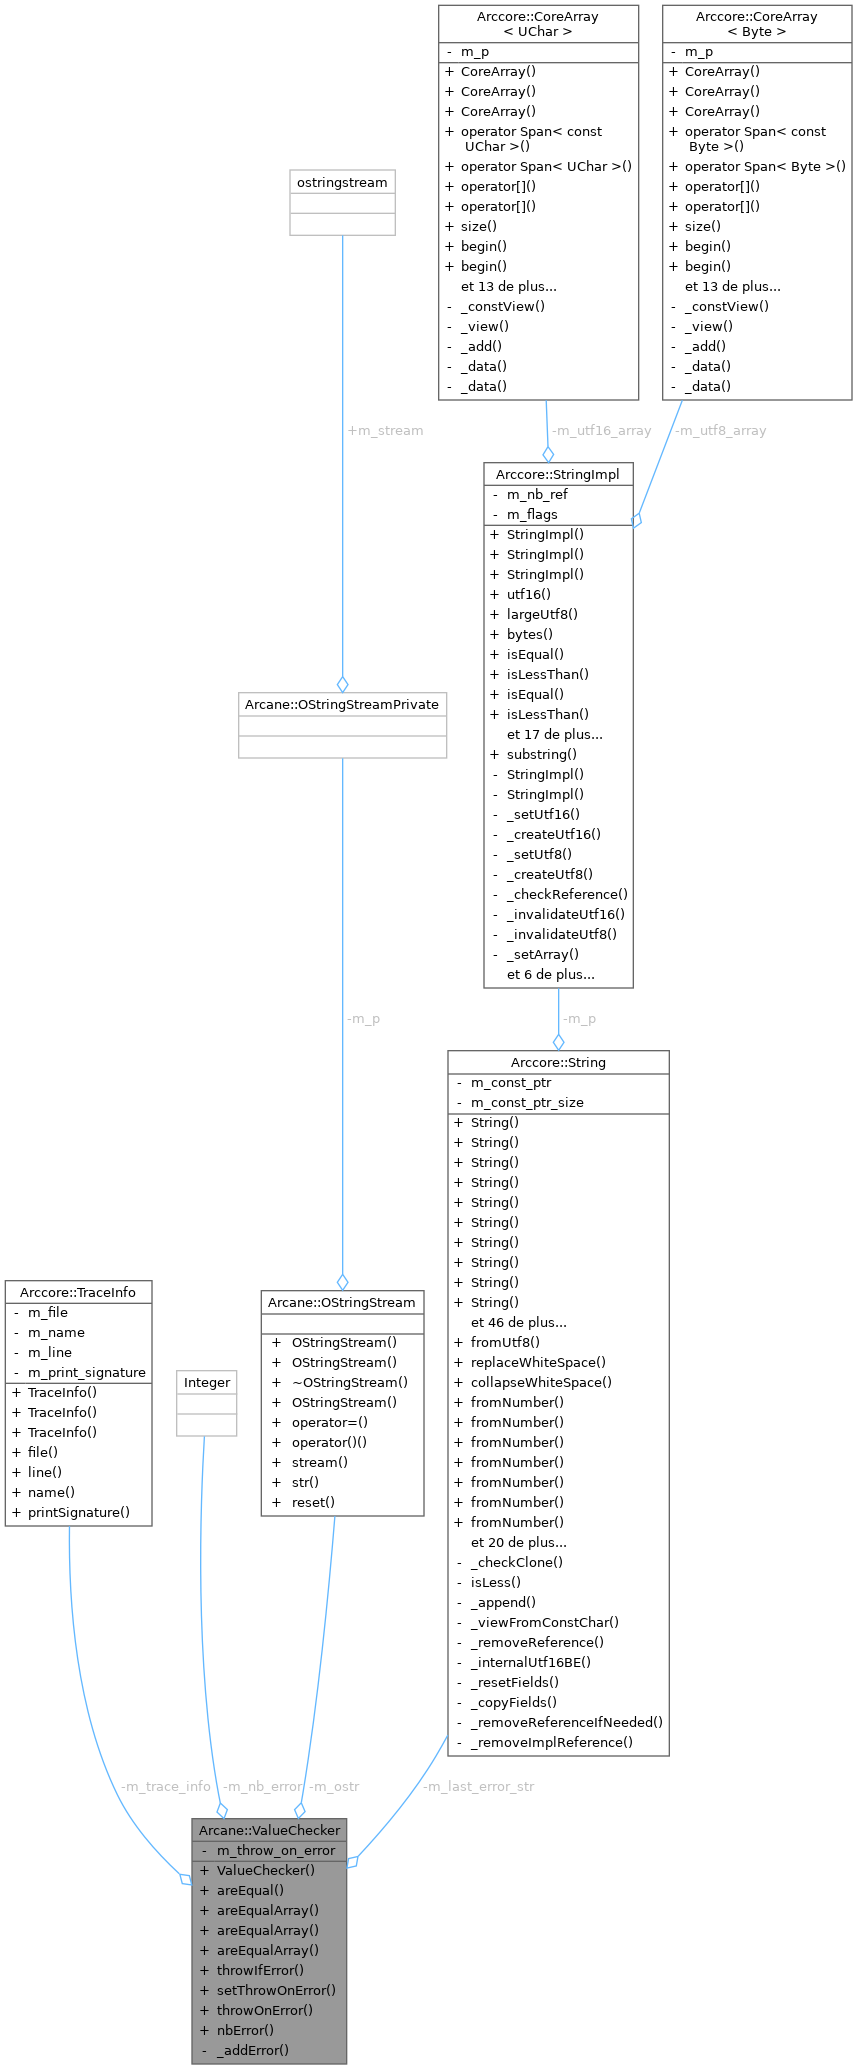 Arccore::CoreArray
< UChar >
- m_p
+ CoreArray()
+ CoreArray()
+ CoreArray()
+ operator Span< const
UChar >()
+ operator Span< UChar >()
+ operator[]()
+ operator[]()
+ size()
+ begin()
+ begin()
et 13 de plus...
- _constView()
- _view()
- _add()
- _data()
- _data()
Arccore::CoreArray
< Byte >
- m_p
+ CoreArray()
+ CoreArray()
+ CoreArray()
+ operator Span< const
Byte >()
+ operator Span< Byte >()
+ operator[]()
+ operator[]()
+ size()
+ begin()
+ begin()
et 13 de plus...
- _constView()
- _view()
- _add()
- _data()
- _data()
ostringstream
+m_stream
-m_utf16_array
-m_utf8_array
Arccore::StringImpl
- m_nb_ref
- m_flags
+ StringImpl()
+ StringImpl()
+ StringImpl()
+ utf16()
+ largeUtf8()
+ bytes()
+ isEqual()
+ isLessThan()
+ isEqual()
+ isLessThan()
et 17 de plus...
+ substring()
- StringImpl()
- StringImpl()
- _setUtf16()
- _createUtf16()
- _setUtf8()
- _createUtf8()
- _checkReference()
- _invalidateUtf16()
- _invalidateUtf8()
- _setArray()
et 6 de plus...
Arcane::OStringStreamPrivate
-m_p
-m_p
Arccore::String
- m_const_ptr
- m_const_ptr_size
+ String()
+ String()
+ String()
+ String()
+ String()
+ String()
+ String()
+ String()
+ String()
+ String()
et 46 de plus...
+ fromUtf8()
+ replaceWhiteSpace()
+ collapseWhiteSpace()
+ fromNumber()
+ fromNumber()
+ fromNumber()
+ fromNumber()
+ fromNumber()
+ fromNumber()
+ fromNumber()
et 20 de plus...
- _checkClone()
- isLess()
- _append()
- _viewFromConstChar()
- _removeReference()
- _internalUtf16BE()
- _resetFields()
- _copyFields()
- _removeReferenceIfNeeded()
- _removeImplReference()
Arccore::TraceInfo
- m_file
- m_name
- m_line
- m_print_signature
+ TraceInfo()
+ TraceInfo()
+ TraceInfo()
+ file()
+ line()
+ name()
+ printSignature()
Integer
Arcane::OStringStream
+ OStringStream()
+ OStringStream()
+ ~OStringStream()
+ OStringStream()
+ operator=()
+ operator()()
+ stream()
+ str()
+ reset()
-m_trace_info
-m_nb_error
-m_ostr
-m_last_error_str
Arcane::ValueChecker
- m_throw_on_error
+ ValueChecker()
+ areEqual()
+ areEqualArray()
+ areEqualArray()
+ areEqualArray()
+ throwIfError()
+ setThrowOnError()
+ throwOnError()
+ nbError()
- _addError()